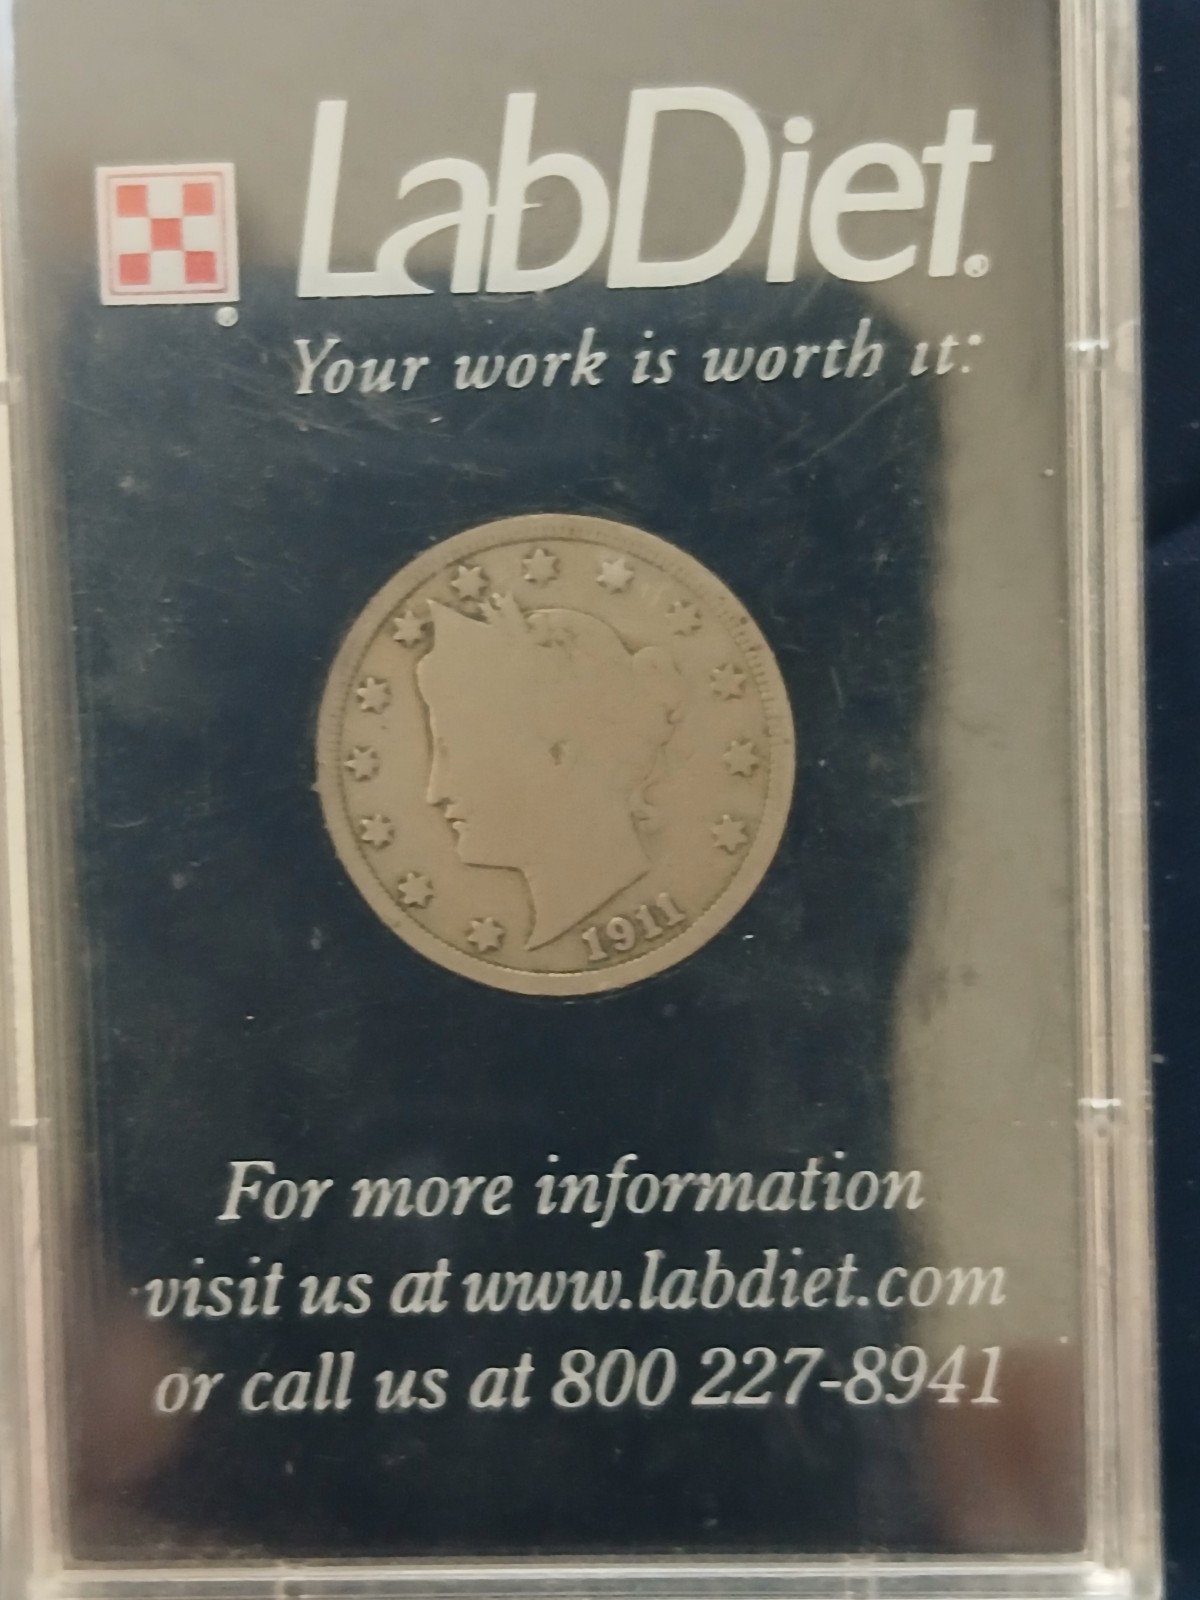 LabDiet®
®
Your work is worth it.®
1911
For more information
visit us at www.labdiet.com
or call us at 800 227-8941